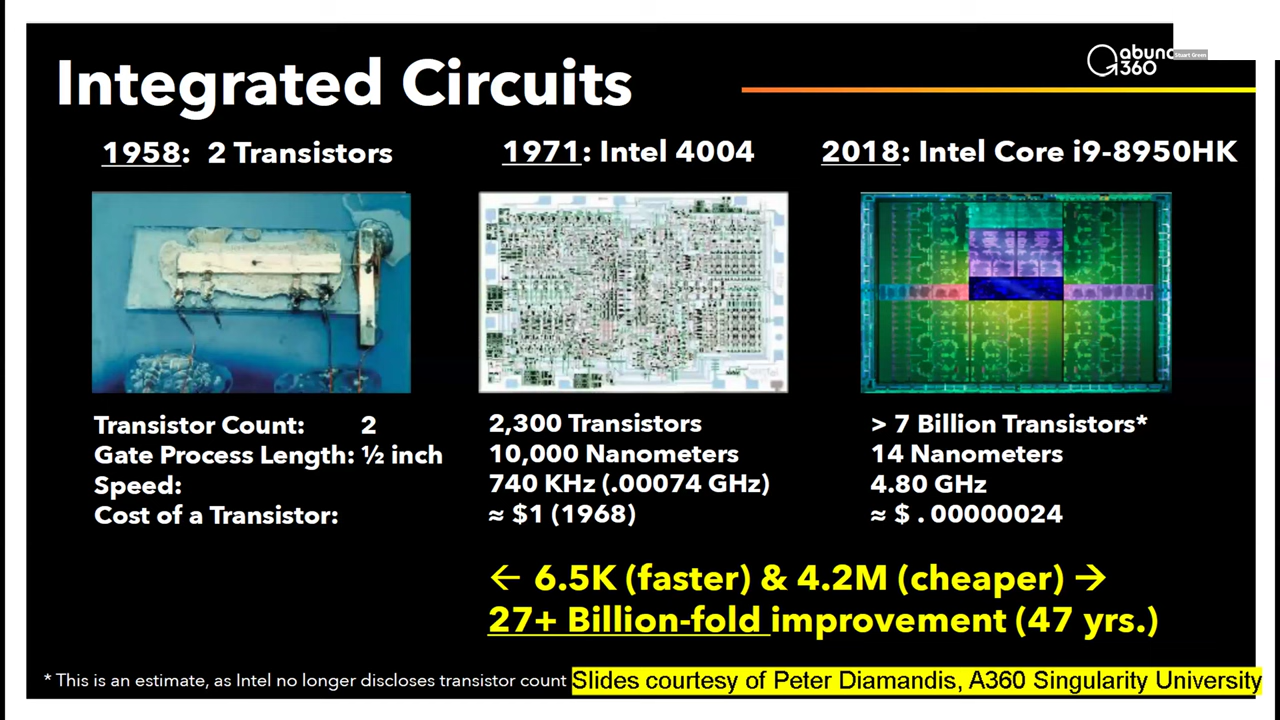 Integrated Circuits
abund
360
Stuart Green
1958: 2 Transistors
1971: Intel 4004
2018: Intel Core i9-8950HK
Transistor Count: 2
Gate Process Length: ½ inch
Speed:
Cost of a Transistor:
2,300 Transistors
10,000 Nanometers
740 KHz (.00074 GHz)
≈ $1 (1968)
> 7 Billion Transistors*
14 Nanometers
4.80 GHz
≈ $ . 00000024
← 6.5K (faster) & 4.2M (cheaper) →
27+ Billion-fold improvement (47 yrs.)
* This is an estimate, as Intel no longer discloses transistor count
Slides courtesy of Peter Diamandis, A360 Singularity University